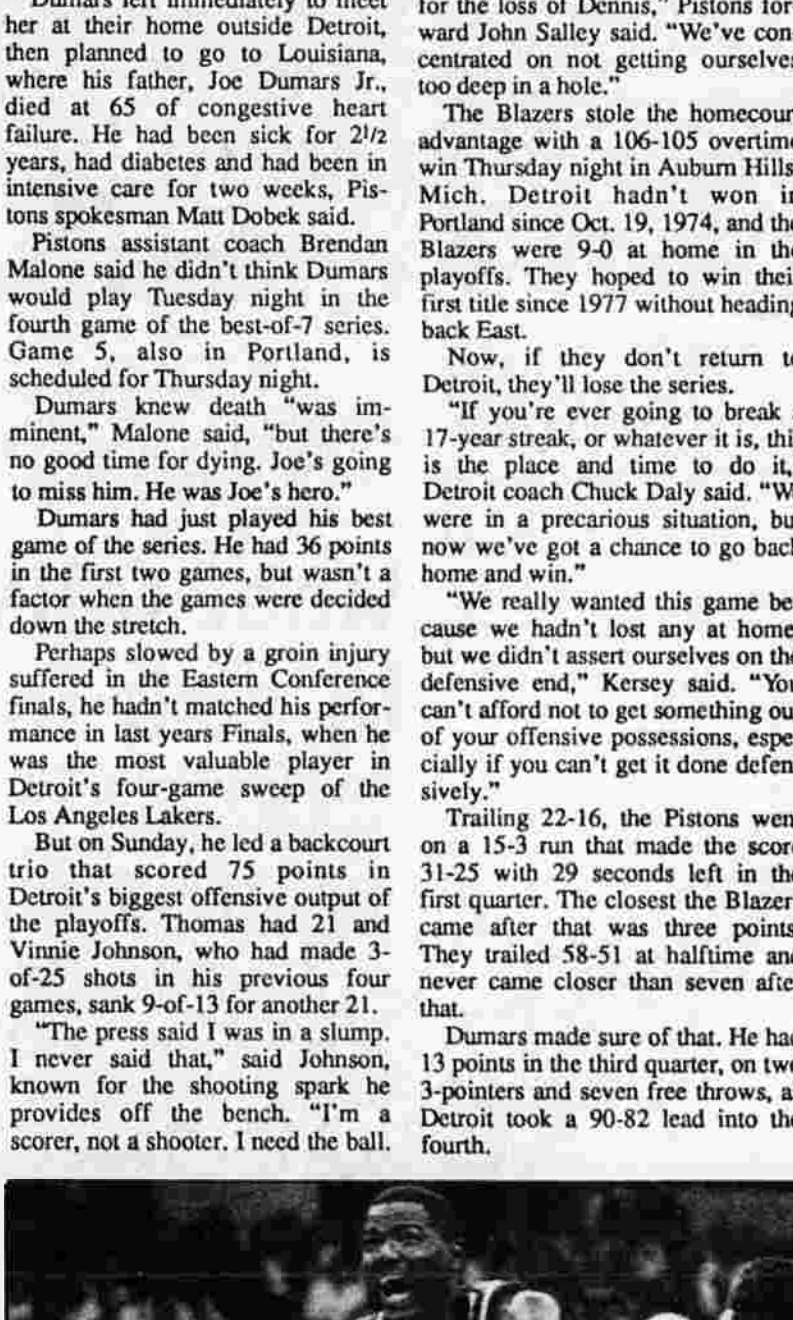 Dumars left immediately to meet
her at their home outside Detroit,
then planned to go to Louisiana,
where his father, Joe Dumars Jr.,
died at 65 of congestive heart
failure. He had been sick for 2 1/2
years, had diabetes and had been in
intensive care for two weeks, Pis-
tons spokesman Matt Dobek said.
Pistons assistant coach Brendan
Malone said he didn't think Dumars
would play Tuesday night in the
fourth game of the best-of-7 series.
Game 5, also in Portland, is
scheduled for Thursday night.
Dumars knew death "was im-
minent," Malone said, "but there's
no good time for dying. Joe's going
to miss him. He was Joe's hero."
Dumars had just played his best
game of the series. He had 36 points
in the first two games, but wasn't a
factor when the games were decided
down the stretch.
Perhaps slowed by a groin injury
suffered in the Eastern Conference
finals, he hadn't matched his perfor-
mance in last years Finals, when he
was the most valuable player in
Detroit's four-game sweep of the
Los Angeles Lakers.
But on Sunday, he led a backcourt
trio that scored 75 points in
Detroit's biggest offensive output of
the playoffs. Thomas had 21 and
Vinnie Johnson, who had made 3-
of-25 shots in his previous four
games, sank 9-of-13 for another 21.
"The press said I was in a slump.
I never said that," said Johnson,
known for the shooting spark he
provides off the bench. "I'm a
scorer, not a shooter. I need the ball.
for the loss of Dennis," Pistons for-
ward John Salley said. "We've con-
centrated on not getting ourselves
too deep in a hole."
The Blazers stole the homecourt
advantage with a 106-105 overtime
win Thursday night in Auburn Hills,
Mich. Detroit hadn't won in
Portland since Oct. 19, 1974, and the
Blazers were 9-0 at home in the
playoffs. They hoped to win their
first title since 1977 without heading
back East.
Now, if they don't return to
Detroit, they'll lose the series.
"If you're ever going to break
17-year streak, or whatever it is, this
is the place and time to do it,
Detroit coach Chuck Daly said. "We
were in a precarious situation, but
now we've got a chance to go back
home and win."
"We really wanted this game be-
cause we hadn't lost any at home,
but we didn't assert ourselves on the
defensive end," Kersey said. "You
can't afford not to get something out
of your offensive possessions, espe-
cially if you can't get it done defen-
sively."
Trailing 22-16, the Pistons went
on a 15-3 run that made the score
31-25 with 29 seconds left in the
first quarter. The closest the Blazers
came after that was three points.
They trailed 58-51 at halftime and
never came closer than seven after
that.
Dumars made sure of that. He had
13 points in the third quarter, on two
3-pointers and seven free throws, as
Detroit took a 90-82 lead into the
fourth.